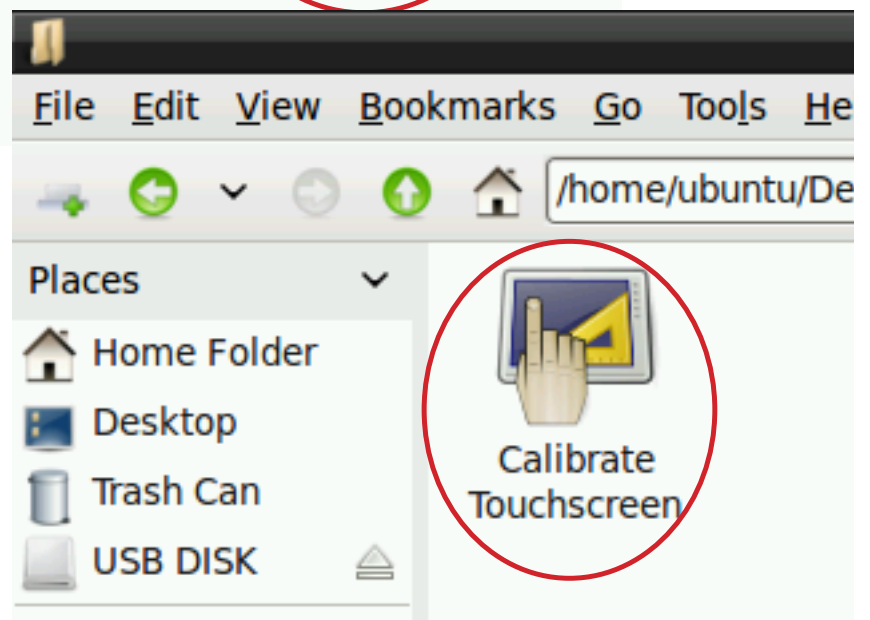 File Edit View Bookmarks Go Tools He
/home/ubuntu/De
Places
Home Folder
Desktop
Trash Can
USB DISK
Calibrate
Touchscreen